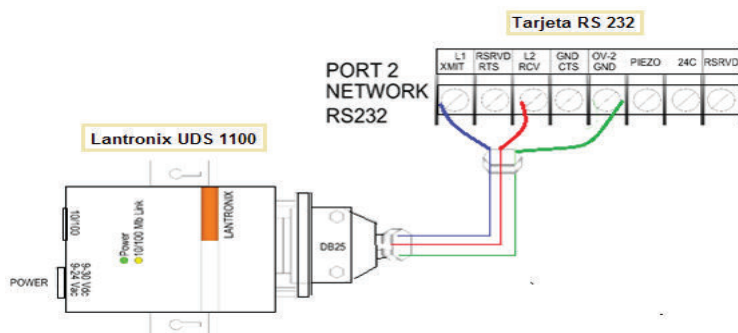 Tarjeta RS 232
L1 RSRVD L2 GND OV-2 PIEZO 24C RSRVD
XMIT RTS RCV CTS GND
PORT 2
NETWORK
RS232
Lantronix UDS 1100
10/100
Power
10/100 Mb Link
LANTRONIX
DB25
POWER
9-30 Vdc
9-24 Vac